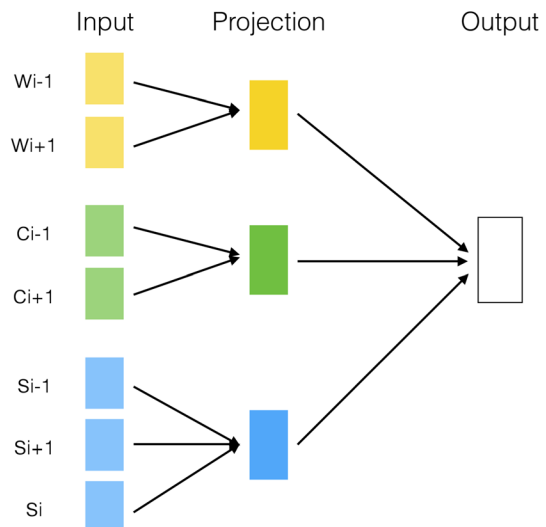 Input Projection Output
Wi-1
Wi+1
Ci-1
Ci+1
Si-1
Si+1
Si